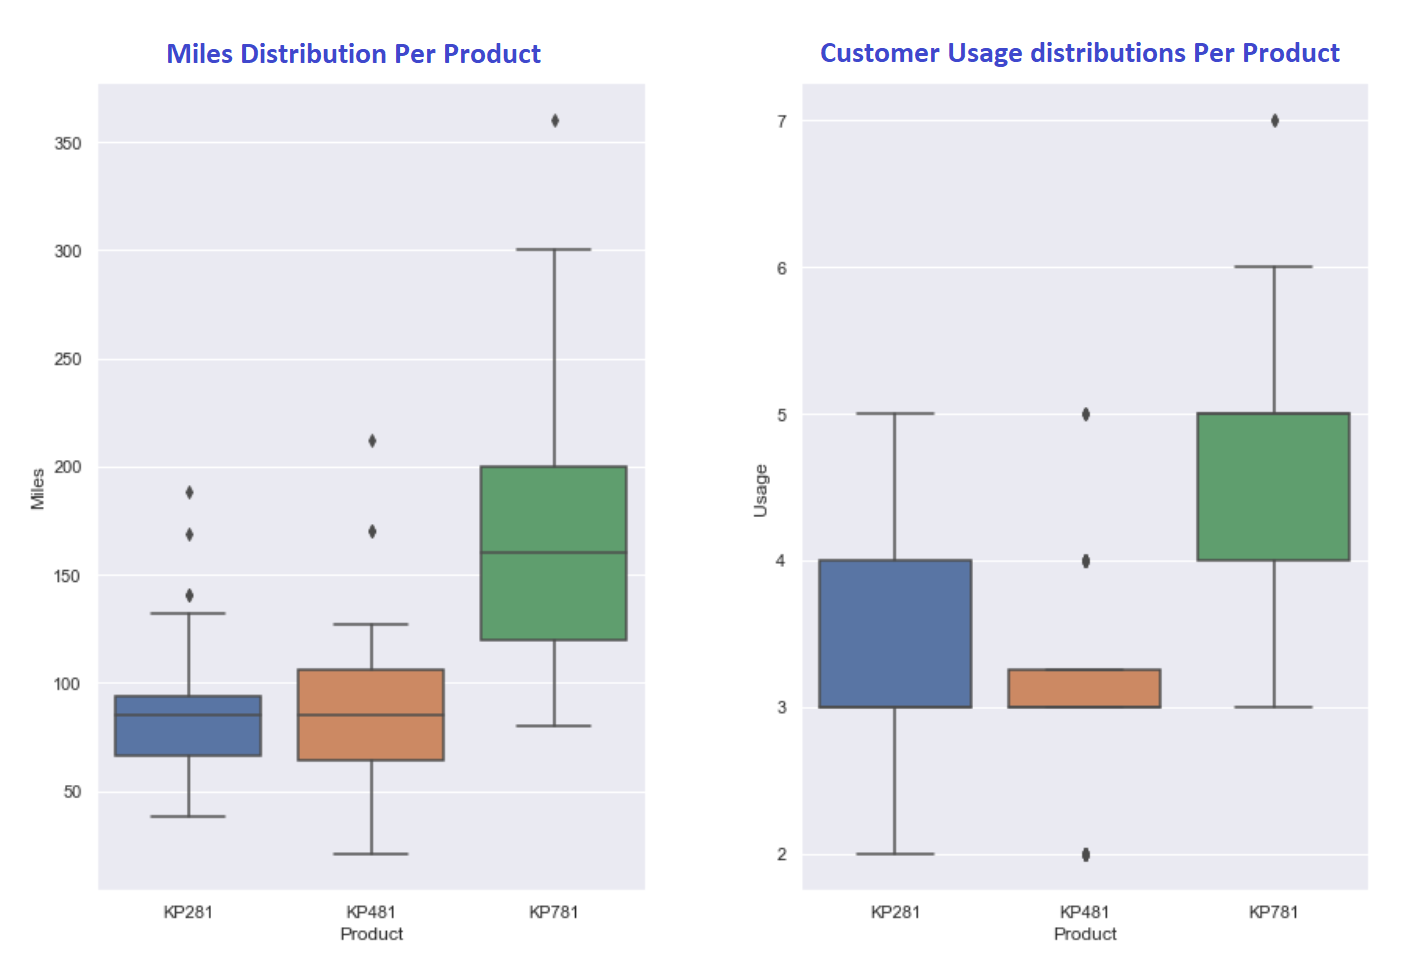 Miles Distribution Per Product
350
300
250
200
150
100
50
Miles
KP281 KP481 KP781
Product
Customer Usage distributions Per Product
7
6
5
4
3
2
Usage
KP281 KP481 KP781
Product